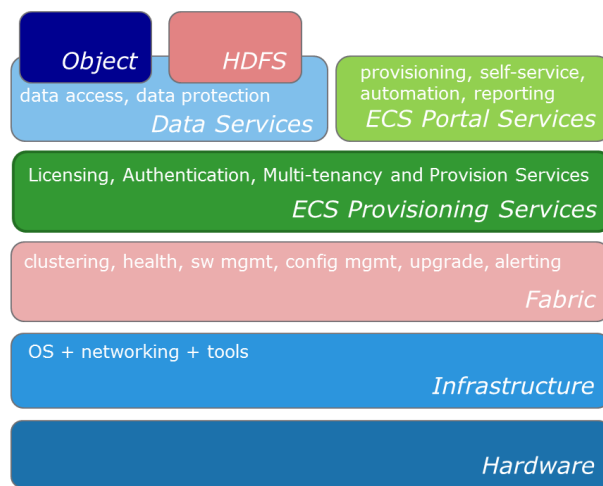 Object
HDFS
data access, data protection
Data Services
provisioning, self-service,
automation, reporting
ECS Portal Services
Licensing, Authentication, Multi-tenancy and Provision Services
ECS Provisioning Services
clustering, health, sw mgmt, config mgmt, upgrade, alerting
Fabric
OS + networking + tools
Infrastructure
Hardware